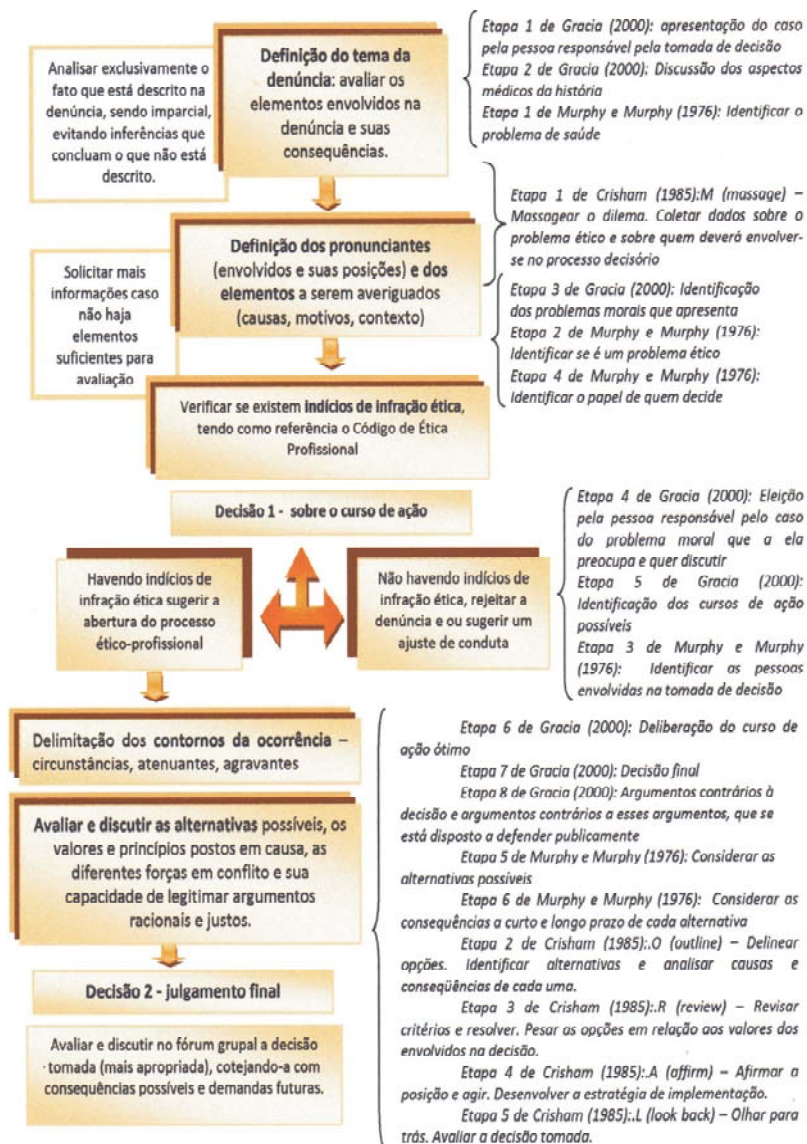 Analisar exclusivamente o
fato que está descrito na
denúncia, sendo imparcial,
evitando inferências que
concluam o que não está
descrito.
Definição do tema da
denúncia: avaliar os
elementos envolvidos na
denúncia e suas
consequências.
Etapa 1 de Gracia (2000): apresentação do caso
pela pessoa responsável pela tomada de decisão
Etapa 2 de Gracia (2000): Discussão dos aspectos
médicos da história
Etapa 1 de Murphy e Murphy (1976): Identificar o
problema de saúde
Solicitar mais
informações caso
não haja
elementos
suficientes para
avaliação
Definição dos pronunciantes
(envolvidos e suas posições) e dos
elementos a serem averiguados
(causas, motivos, contexto)
Etapa 1 de Crisham (1985):M (massage) –
Massagear o dilema. Coletar dados sobre o
problema ético e sobre quem deverá envolver-
se no processo decisório
Etapa 3 de Gracia (2000): Identificação
dos problemas morais que apresenta
Etapa 2 de Murphy e Murphy (1976):
Identificar se é um problema ético
Etapa 4 de Murphy e Murphy (1976):
Identificar o papel de quem decide
Verificar se existem indícios de infração ética,
tendo como referência o Código de Ética
Profissional
Decisão 1 - sobre o curso de ação
Havendo indícios de
infração ética sugerir a
abertura do processo
ético-profissional
Não havendo indícios de
infração ética, rejeitar a
denúncia e ou sugerir um
ajuste de conduta
Etapa 4 de Gracia (2000): Eleição
pela pessoa responsável pelo caso
do problema moral que a ela
preocupa e quer discutir
Etapa 5 de Gracia (2000):
Identificação dos cursos de ação
possíveis
Etapa 3 de Murphy e Murphy
(1976): Identificar as pessoas
envolvidas na tomada de decisão
Delimitação dos contornos da ocorrência –
circunstâncias, atenuantes, agravantes
Avaliar e discutir as alternativas possíveis, os
valores e princípios postos em causa, as
diferentes forças em conflito e sua
capacidade de legitimar argumentos
racionais e justos.
Decisão 2 - julgamento final
Avaliar e discutir no fórum grupal a decisão
tomada (mais apropriada), cotejando-a com
consequências possíveis e demandas futuras.
Etapa 6 de Gracia (2000): Deliberação do curso de
ação ótimo
Etapa 7 de Gracia (2000): Decisão final
Etapa 8 de Gracia (2000): Argumentos contrários à
decisão e argumentos contrários a esses argumentos, que se
está disposto a defender publicamente
Etapa 5 de Murphy e Murphy (1976): Considerar as
alternativas possíveis
Etapa 6 de Murphy e Murphy (1976): Considerar as
consequências a curto e longo prazo de cada alternativa
Etapa 2 de Crisham (1985):.O (outline) – Delinear
opções. Identificar alternativas e analisar causas e
conseqüências de cada uma.
Etapa 3 de Crisham (1985):.R (review) – Revisar
critérios e resolver. Pesar as opções em relação aos valores dos
envolvidos na decisão.
Etapa 4 de Crisham (1985):.A (affirm) – Afirmar a
posição e agir. Desenvolver a estratégia de implementação.
Etapa 5 de Crisham (1985):.L (look back) – Olhar para
trás. Avaliar a decisão tomada.